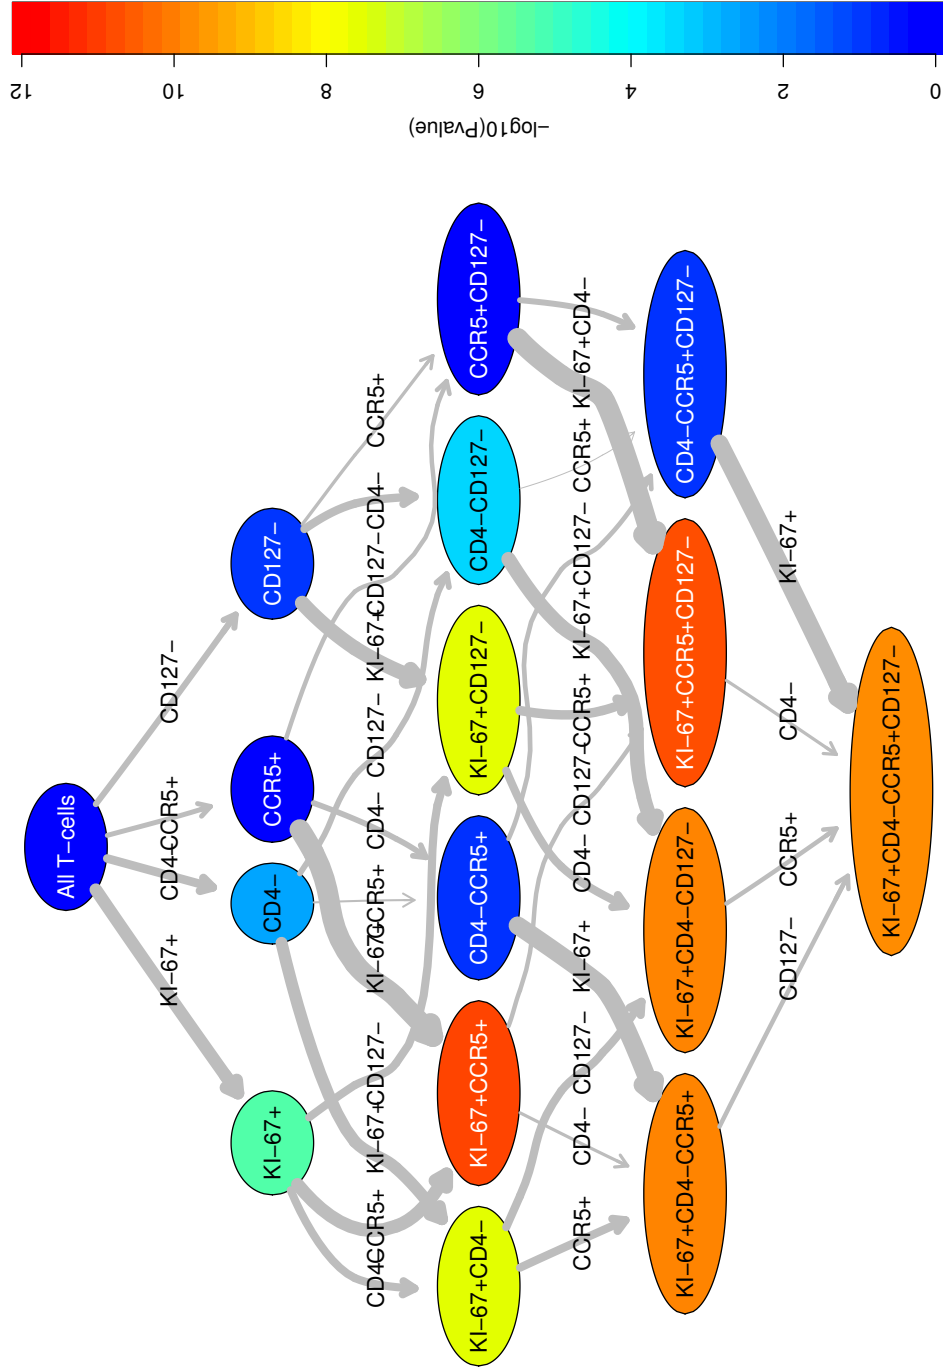 12
10
8
6
4
2
0
−log10(Pvalue)
All T−cells
KI−67+
CD4−
CCR5+
CD127−
KI−67+
CD4−
CCR5+
CD127−
CD4−
CCR5+
KI−67+
CD127−
KI−67+
CCR5+
CD4−
CD127−
KI−67+
CD127−
CD4−
CCR5+
KI−67+CD4−
KI−67+CCR5+
CD4−CCR5+
KI−67+CD127−
CD4−CD127−
CCR5+CD127−
CCR5+
CD4−
CD127−
KI−67+
CD4−
CD127−
CCR5+
KI−67+
CD127−
CCR5+
KI−67+
CD4−
KI−67+CD4−CCR5+
KI−67+CD4−CD127−
KI−67+CCR5+CD127−
CD4−CCR5+CD127−
CD127−
CCR5+
CD4−
KI−67+
KI−67+CD4−CCR5+CD127−